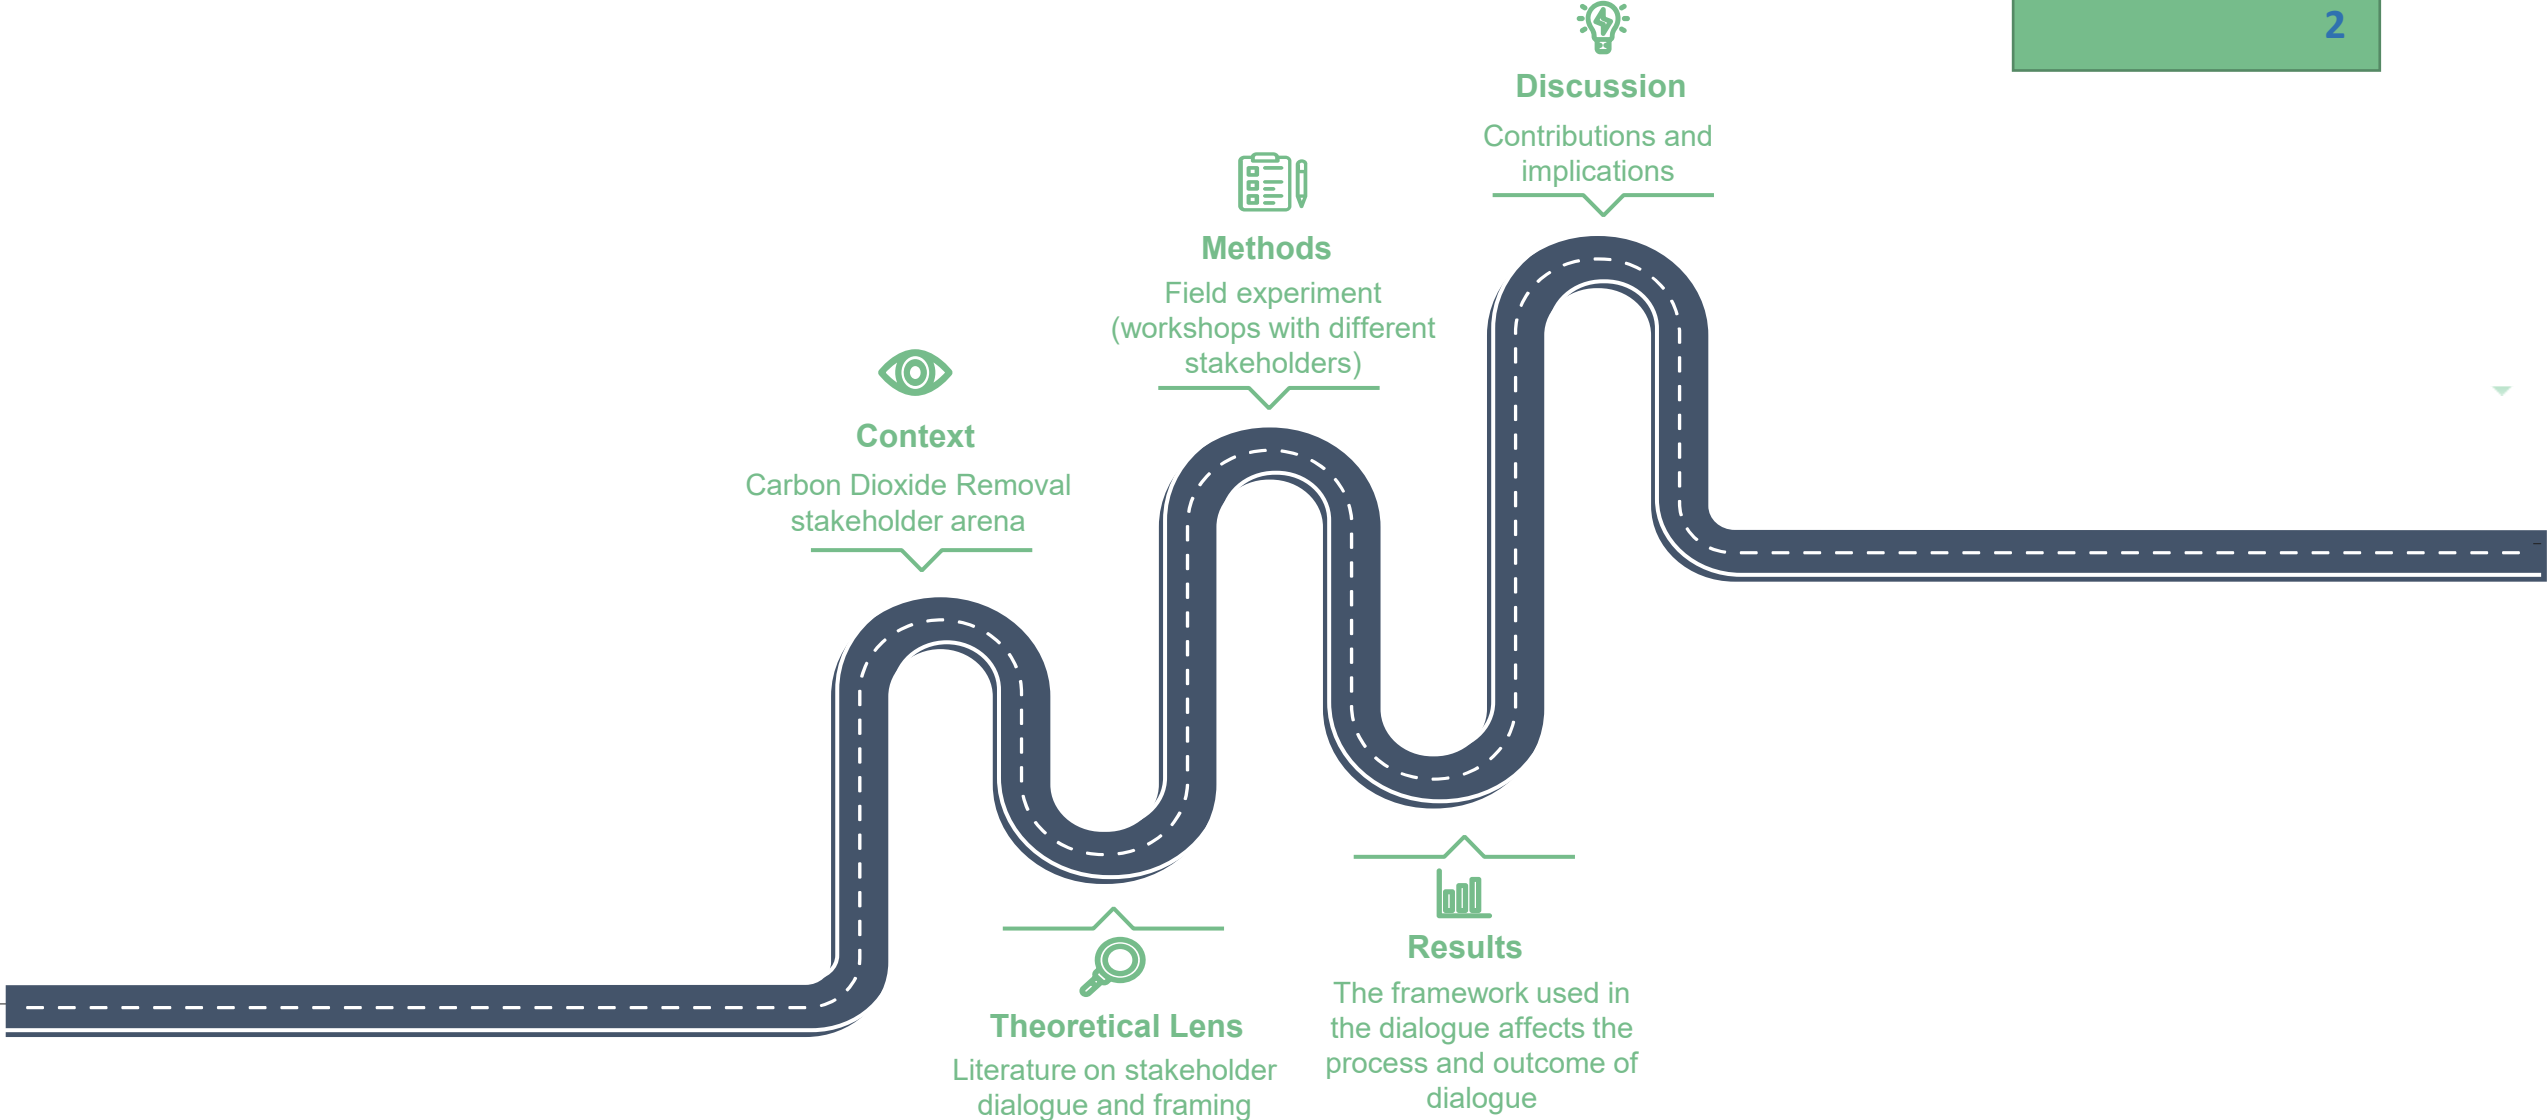 2
Discussion
Contributions and
implications
Methods
Field experiment
(workshops with different
stakeholders)
Context
Carbon Dioxide Removal
stakeholder arena
Theoretical Lens
Literature on stakeholder
dialogue and framing
Results
The framework used in
the dialogue affects the
process and outcome of
dialogue